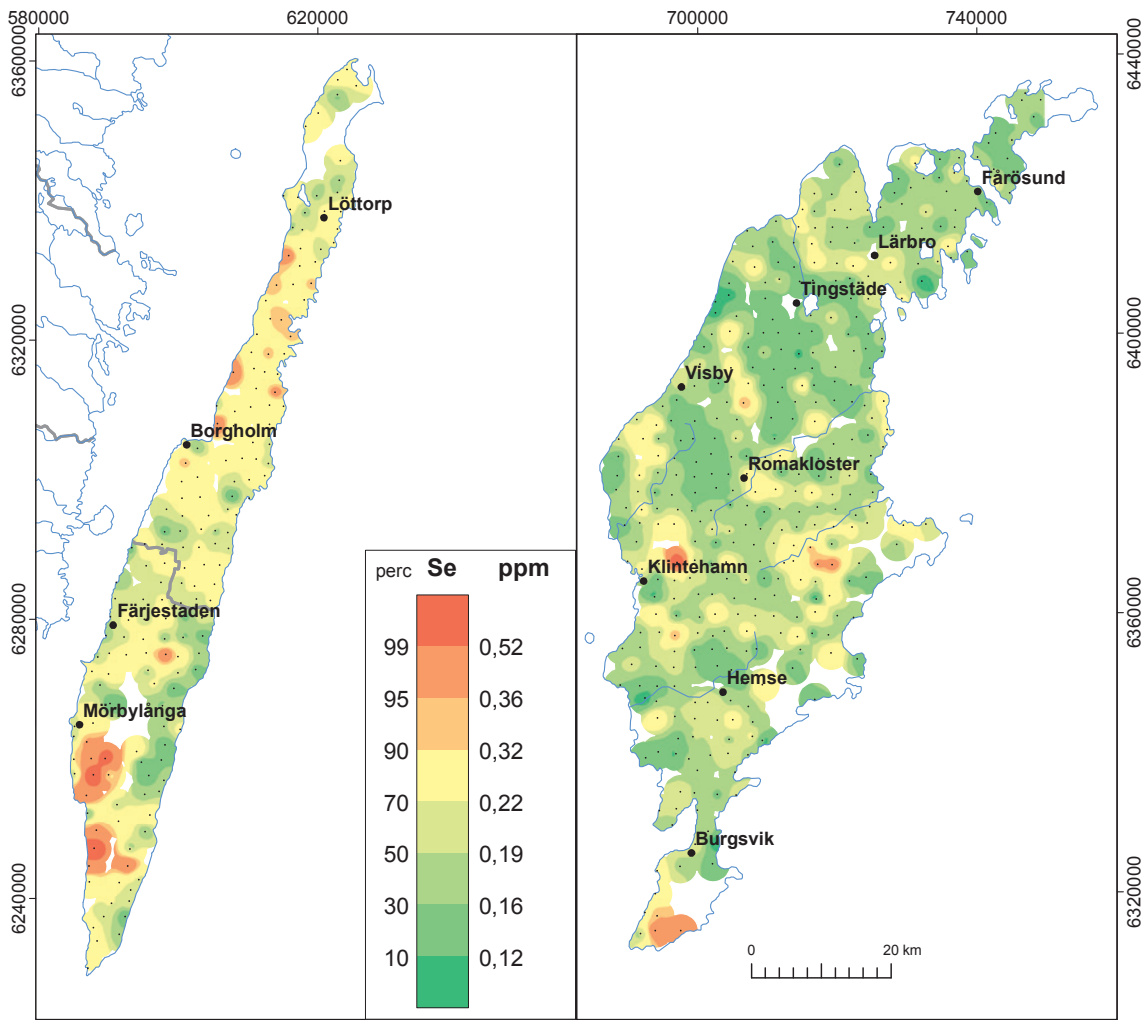 580000 620000 700000 740000
6360000
6320000
6280000
6240000
6440000
6400000
6360000
6320000
Löttorp
Borgholm
Färjestaden
Mörbylånga
perc Se ppm
99 0,52
95 0,36
90 0,32
70 0,22
50 0,19
30 0,16
10 0,12
Fårösund
Lärbro
Tingstäde
Visby
Romakloster
Klintehamn
Hemse
Burgsvik
0 20 km